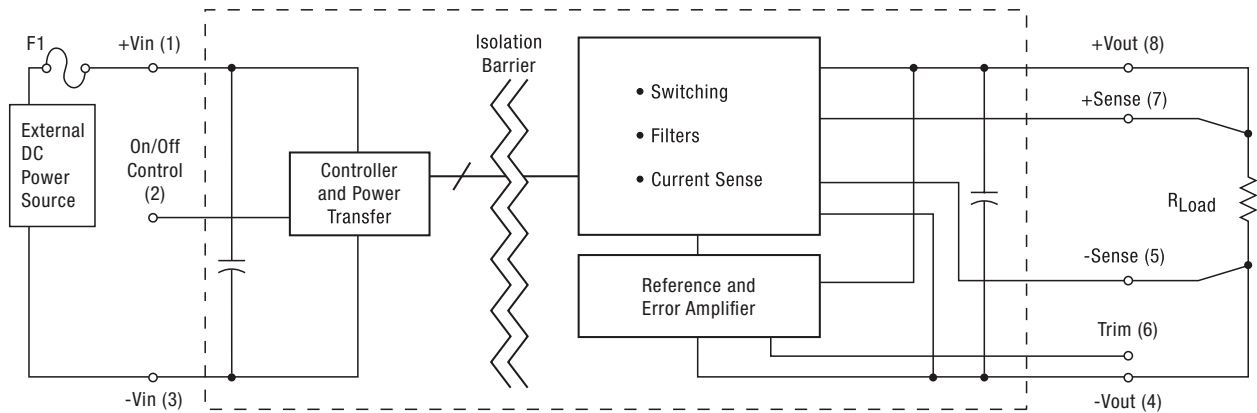 F1
+Vin (1)
External
DC
Power
Source
On/Off
Control
(2)
-Vin (3)
Controller
and Power
Transfer
Isolation
Barrier
• Switching
• Filters
• Current Sense
Reference and
Error Amplifier
+Vout (8)
+Sense (7)
RLoad
-Sense (5)
Trim (6)
-Vout (4)